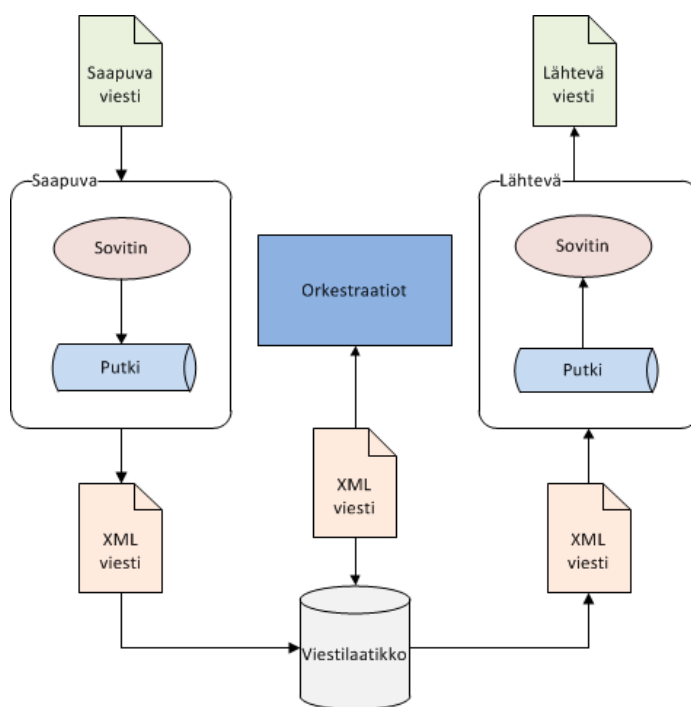 Saapuva
viesti
Lähtevä
viesti
Saapuva
Sovitin
Putki
Orkestraatiot
Lähtevä
Sovitin
Putki
XML
viesti
XML
viesti
XML
viesti
Viestilaatikko